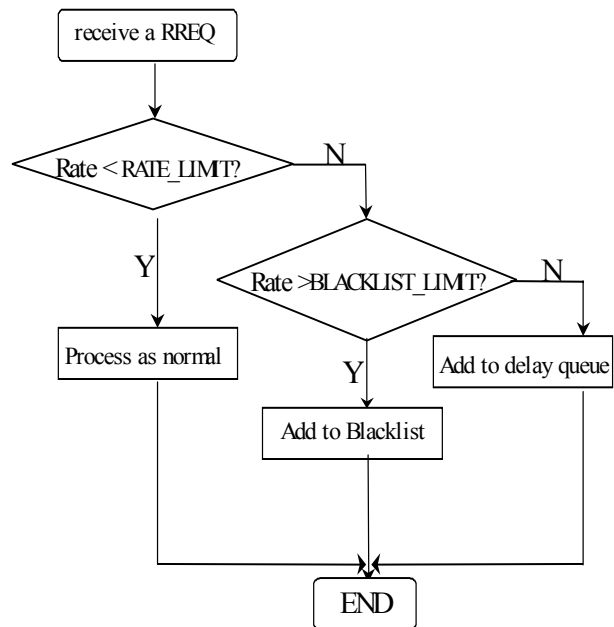 receive a RREQ
Rate < RATE_LIMIT?
N
Y
Rate >BLACKLIST_LIMIT?
N
Process as normal
Y
Add to delay queue
Add to Blacklist
END